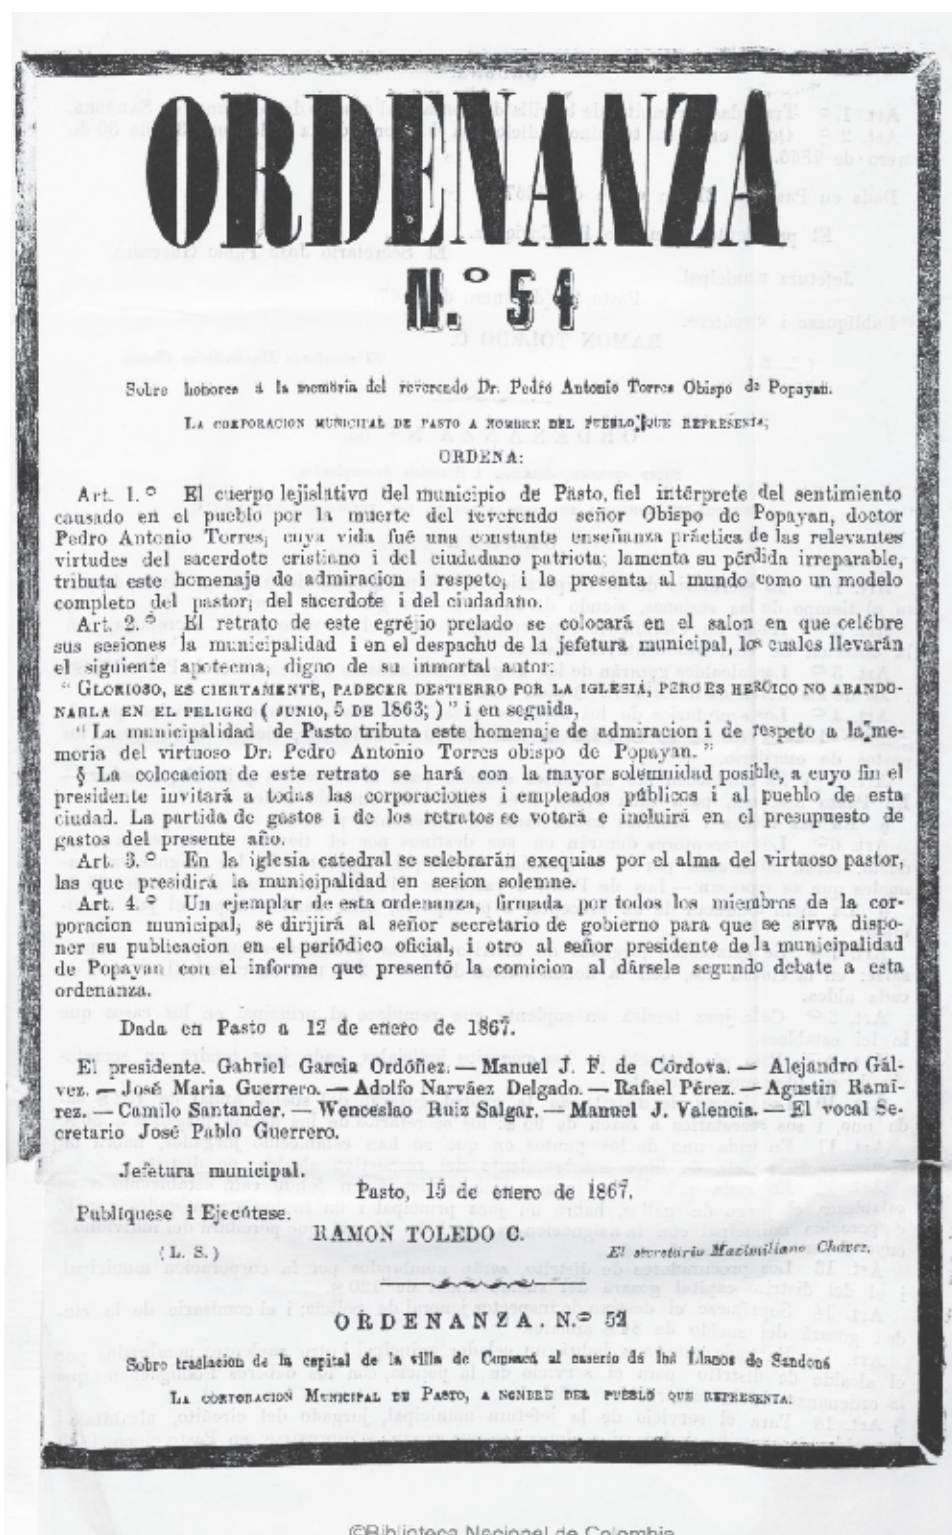 ORDENANZA
N.º 51
Sobre honores á la memoria del reverendo Dr. Pedro Antonio Torres Obispo de Popayan.
LA CORPORACION MUNICIPAL DE PASTO A NOMBRE DEL PUEBLO, QUE REPRESENTA;
ORDENA:
Art. 1.º El cuerpo lejislativo del municipio de Pasto, fiel intérprete del sentimiento
causado en el pueblo por la muerte del reverendo señor Obispo de Popayan, doctor
Pedro Antonio Torres, cuya vida fué una constante enseñanza práctica de las relevantes
virtudes del sacerdote cristiano i del ciudadano patriota; lamenta su pérdida irreparable,
tributa este homenaje de admiracion i respeto, i le presenta al mundo como un modelo
completo del pastor, del sacerdote i del ciudadano.
Art. 2.º El retrato de este egrejio prelado se colocará en el salon en que celébre
sus sesiones la municipalidad i en el despacho de la jefetura municipal, los cuales llevarán
el siguiente apotecma, digno de su inmortal autor:
“ GLORIOSO, ES CIERTAMENTE, PADECER DESTIERRO POR LA IGLESIA, PERO ES HERÓICO NO ABANDO-
NARLA EN EL PELIGRO ( JUNIO, 5 DE 1863; ) ” i en seguida,
“ La municipalidad de Pasto tributa este homenaje de admiracion i de respeto a la me-
moria del virtuoso Dr. Pedro Antonio Torres obispo de Popayan. ”
§ La colocacion de este retrato se hará con la mayor solemnidad posible, a cuyo fin el
presidente invitará a todas las corporaciones i empleados públicos i al pueblo de esta
ciudad. La partida de gastos i de los retratos se votará e incluirá en el presupuesto de
gastos del presente año.
Art. 3.º En la iglesia catedral se selebrarán exequias por el alma del virtuoso pastor,
las que presidirá la municipalidad en sesion solemne.
Art. 4.º Un ejemplar de esta ordenanza, firmada por todos los miembros de la cor-
poracion municipal, se dirijirá al señor secretario de gobierno para que se sirva dispo-
ner su publicacion en el periódico oficial, i otro al señor presidente de la municipalidad
de Popayan con el informe que presentó la comicion al dársele segundo debate a esta
ordenanza.
Dada en Pasto a 12 de enero de 1867.
El presidente. Gabriel Garcia Ordóñez. — Manuel J. F. de Córdova. — Alejandro Gál-
vez. — José Maria Guerrero. — Adolfo Narváez Delgado. — Rafael Pérez. — Agustin Rami-
rez. — Camilo Santander. — Wenceslao Ruiz Salgar. — Manuel J. Valencia. — El vocal Se-
cretario José Pablo Guerrero.
Jefetura municipal.
Pasto, 15 de enero de 1867.
Publíquese i Ejecútese.
RAMON TOLEDO C.
( L. S. )
El secretario Maximiliano Chávez.
ORDENANZA. N.º 52
Sobre traslacion de la capital de la villa de Consacá al caserio de los Llanos de Sandoná
LA CORPORACION MUNICIPAL DE PASTO, A NOMBRE DEL PUEBLO QUE REPRESENTA.
©Biblioteca Nacional de Colombia